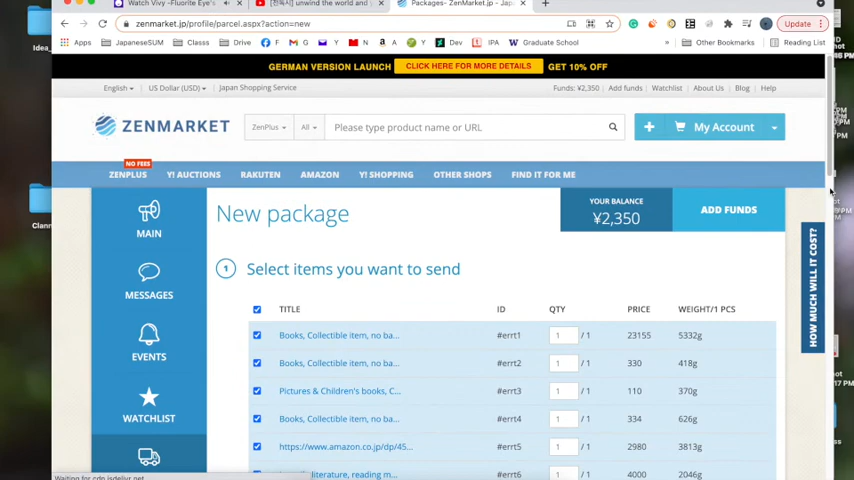 Watch Vivy -Fluorite Eye's
unwind the world and
Packages- ZenMarket.jp - Jap
zenmarket.jp/profile/parcel.aspx?action=new
Update
Apps JapaneseSUM Class Drive F M Y N A Y Dev IPA Graduate School » Other Bookmarks Reading List
GERMAN VERSION LAUNCH CLICK HERE FOR MORE DETAILS GET 10% OFF
English US Dollar (USD) Japan Shopping Service Funds: ¥2,350 Add funds Watchlist About Us Blog Help
ZENMARKET ZenPlus All Please type product name or URL My Account
NO FEES
ZENPLUS Y! AUCTIONS RAKUTEN AMAZON Y! SHOPPING OTHER SHOPS FIND IT FOR ME
MAIN
MESSAGES
EVENTS
WATCHLIST
New package
YOUR BALANCE
¥2,350
ADD FUNDS
HOW MUCH WILL IT COST?
1 Select items you want to send
TITLE ID QTY PRICE WEIGHT/1 PCS
Books, Collectible item, no ba... #errt1 1 / 1 23155 5332g
Books, Collectible item, no ba... #errt2 1 / 1 330 418g
Pictures & Children's books, C... #errt3 1 / 1 110 370g
Books, Collectible item, no ba... #errt4 1 / 1 334 626g
https://www.amazon.co.jp/dp/45... #errt5 1 / 1 2980 3813g
literature, reading m... #errt6 1 / 1 4000 2046g
Idea_
Clann